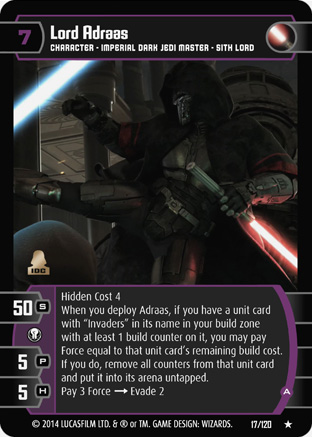 7
Lord Adraas
CHARACTER - IMPERIAL DARK JEDI MASTER - SITH LORD
IDC
50 S
5 P
5 H
Hidden Cost 4
When you deploy Adraas, if you have a unit card
with “Invaders” in its name in your build zone
with at least 1 build counter on it, you may pay
Force equal to that unit card’s remaining build cost.
If you do, remove all counters from that unit card
and put it into its arena untapped.
Pay 3 Force → Evade 2
A
© 2014 LUCASFILM LTD. & ® OR TM. GAME DESIGN: WIZARDS.
17/120 ★